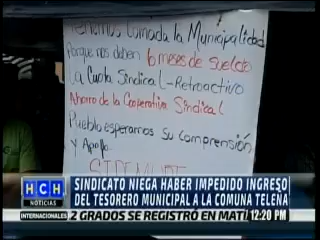 Tenemos tomada la Municipalidad
Porque nos deben 6 meses de sueldo
La Cuota Sindical-Retroactivo
Ahorro de la Cooperativa Sindical
Pueblo esperamos su Comprensión
y Apoyo
HCH
NOTICIAS
SINDICATO NIEGA HABER IMPEDIDO INGRESO
DEL TESORERO MUNICIPAL A LA COMUNA TELEÑA
INTERNACIONALES 2 GRADOS SE REGISTRÓ EN 12:20 PM